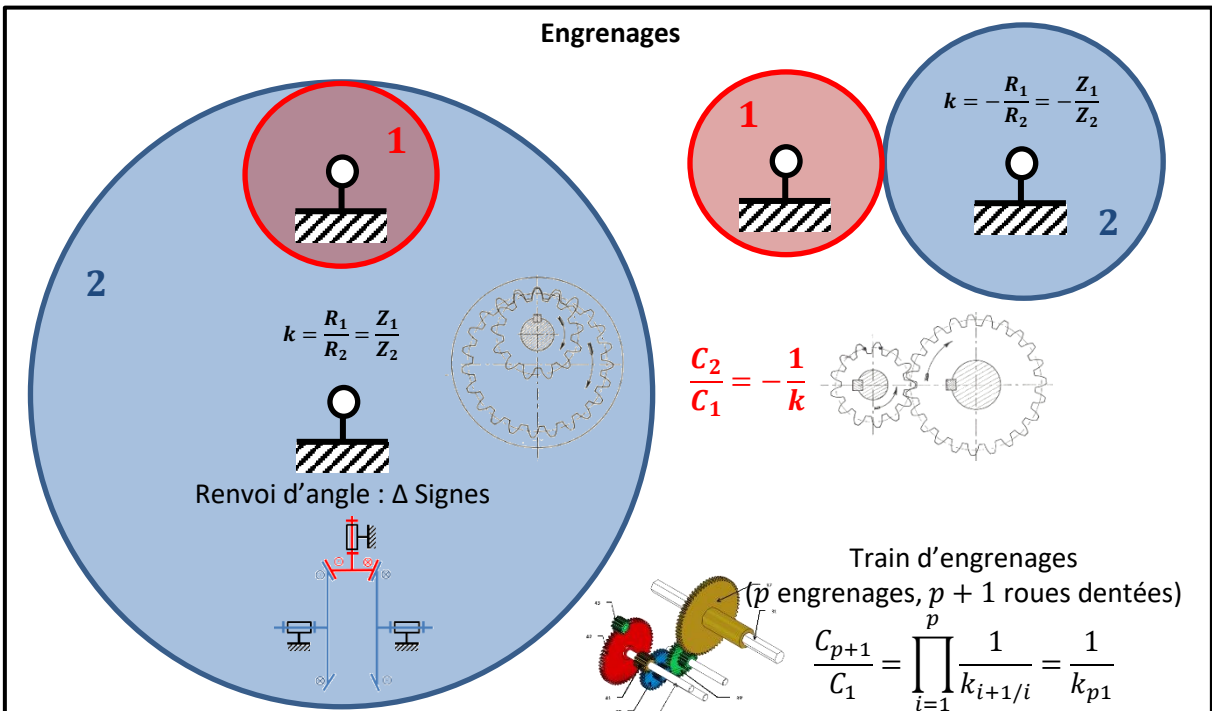 Engrenages
1
2
k = R₁/R₂ = Z₁/Z₂
Renvoi d'angle : Δ Signes
1
k = −R₁/R₂ = −Z₁/Z₂
2
C₂/C₁ = −1/k
Train d'engrenages
(p engrenages, p + 1 roues dentées)
C_{p+1}/C₁ = ∏_{i=1}^{p} 1/k_{i+1/i} = 1/k_{p1}